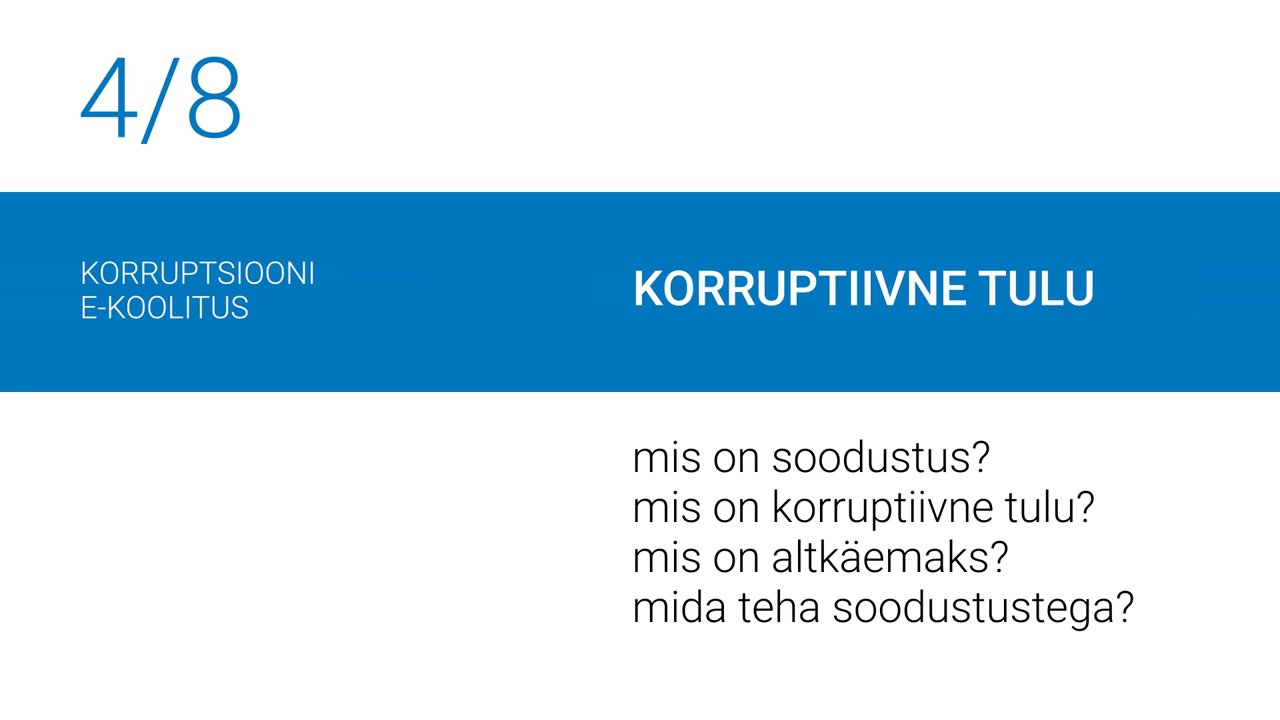 4/8
KORRUPTSIOONI
E-KOOLITUS
KORRUPTIIVNE TULU
mis on soodustus?
mis on korruptiivne tulu?
mis on altkäemaks?
mida teha soodustustega?